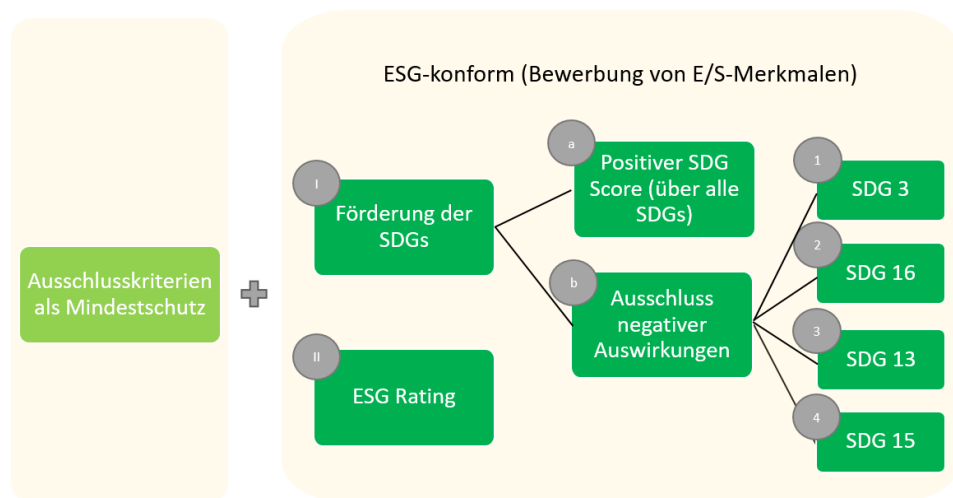 ESG-konform (Bewerbung von E/S-Merkmalen)
Ausschlusskriterien
als Mindestschutz
I
Förderung der
SDGs
II
ESG Rating
a
Positiver SDG
Score (über alle
SDGs)
b
Ausschluss
negativer
Auswirkungen
1
SDG 3
2
SDG 16
3
SDG 13
4
SDG 15